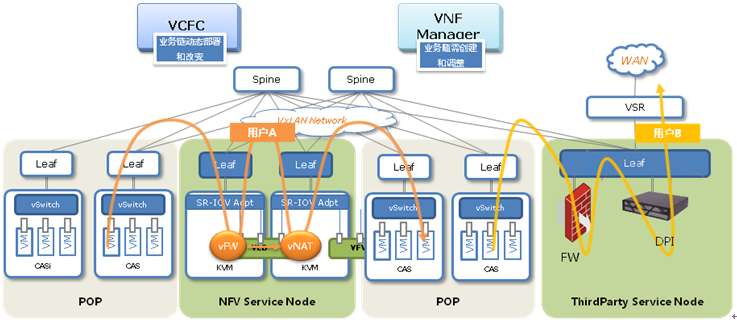 VCFC
业务链动态部署
和改变
VNF
Manager
业务题需创建
和调整
WAN
Spine
Spine
VSR
VxLAN Network
用户A
用户B
Leaf
Leaf
Leaf
Leaf
Leaf
Leaf
Leaf
vSwitch
vSwitch
SR-IOV Adpt
SR-IOV Adpt
vSwitch
vSwitch
VM
VM
VM
VM
VM
VM
vFW
VEB
vNAT
VM
VM
VM
VM
VM
VM
FW
DPI
CASi
CAS
KVM
KVM
CAS
CAS
POP
NFV Service Node
POP
ThirdParty Service Node